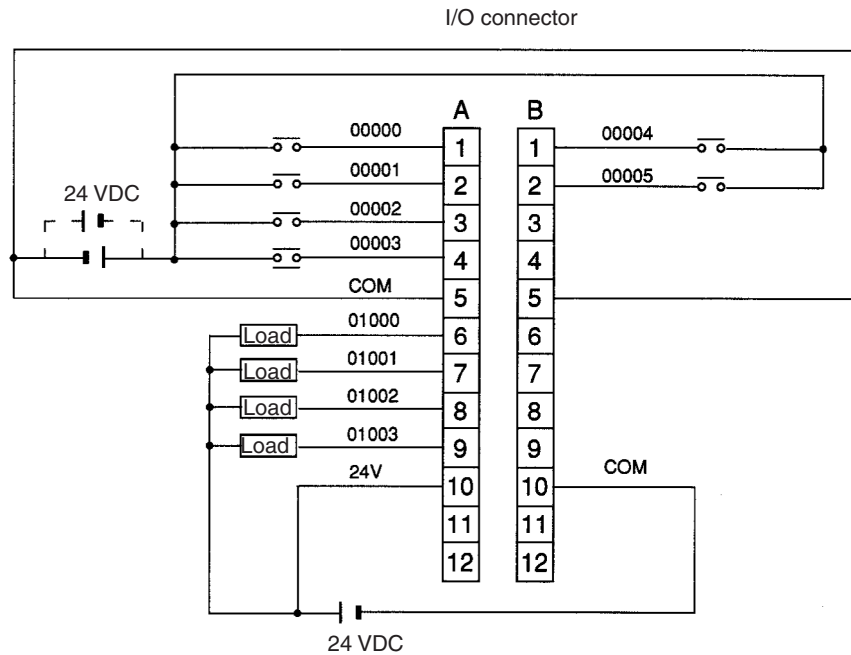 I/O connector
A B
00000 1 1 00004
00001 2 2 00005
24 VDC
00002 3 3
00003 4 4
COM 5 5
Load 01000 6 6
Load 01001 7 7
Load 01002 8 8
Load 01003 9 9
24V 10 10 COM
11 11
12 12
24 VDC